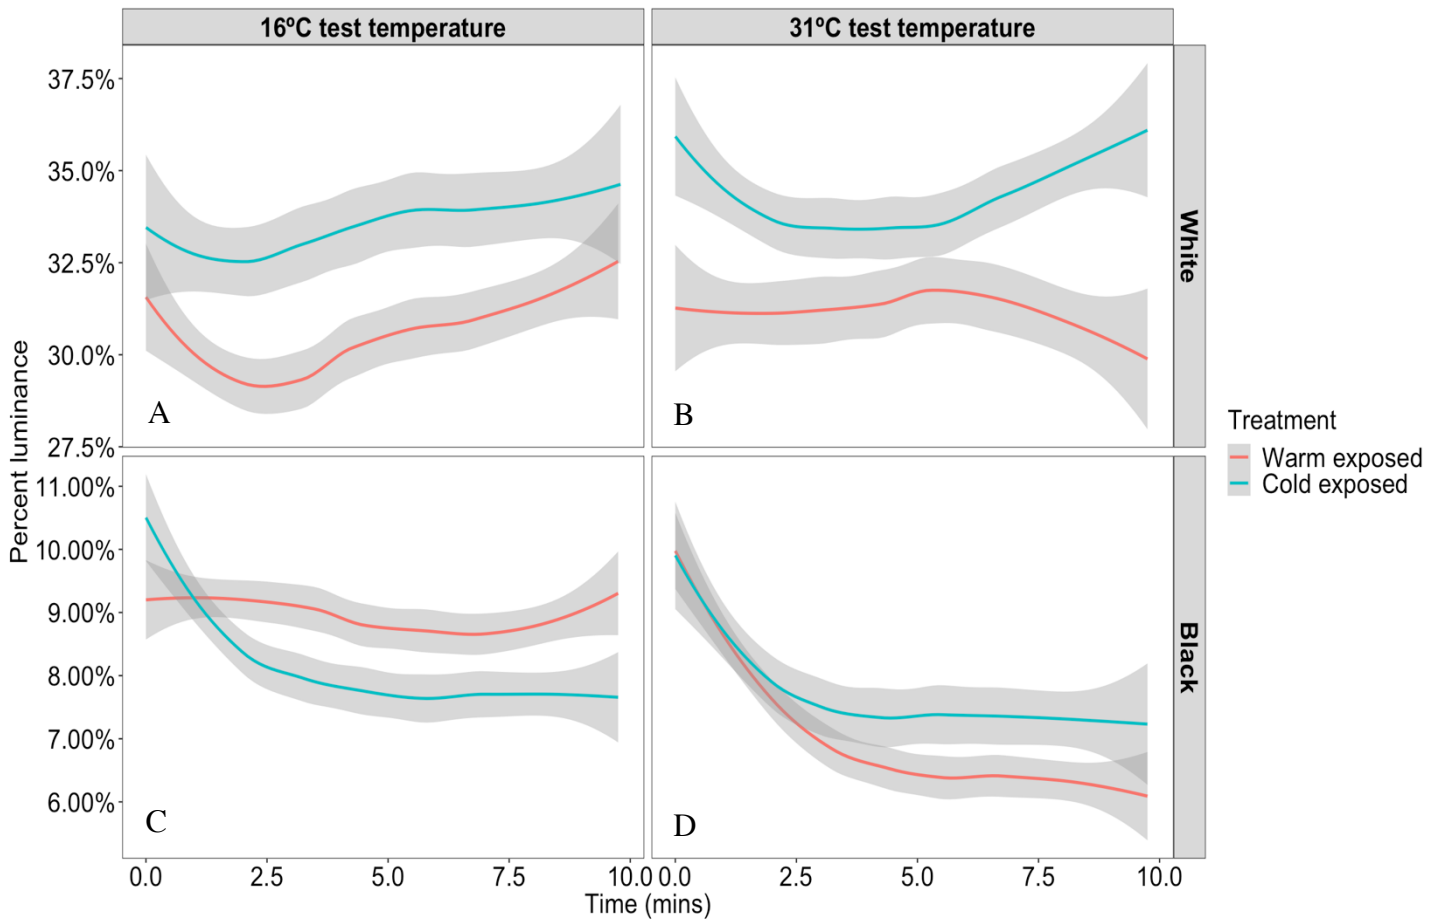 16ºC test temperature
31ºC test temperature
37.5%
35.0%
32.5%
30.0%
27.5%
A
B
White
Percent luminance
11.00%
10.00%
9.00%
8.00%
7.00%
6.00%
C
D
Black
0.0 2.5 5.0 7.5 10.0
0.0 2.5 5.0 7.5 10.0
Time (mins)
Treatment
Warm exposed
Cold exposed